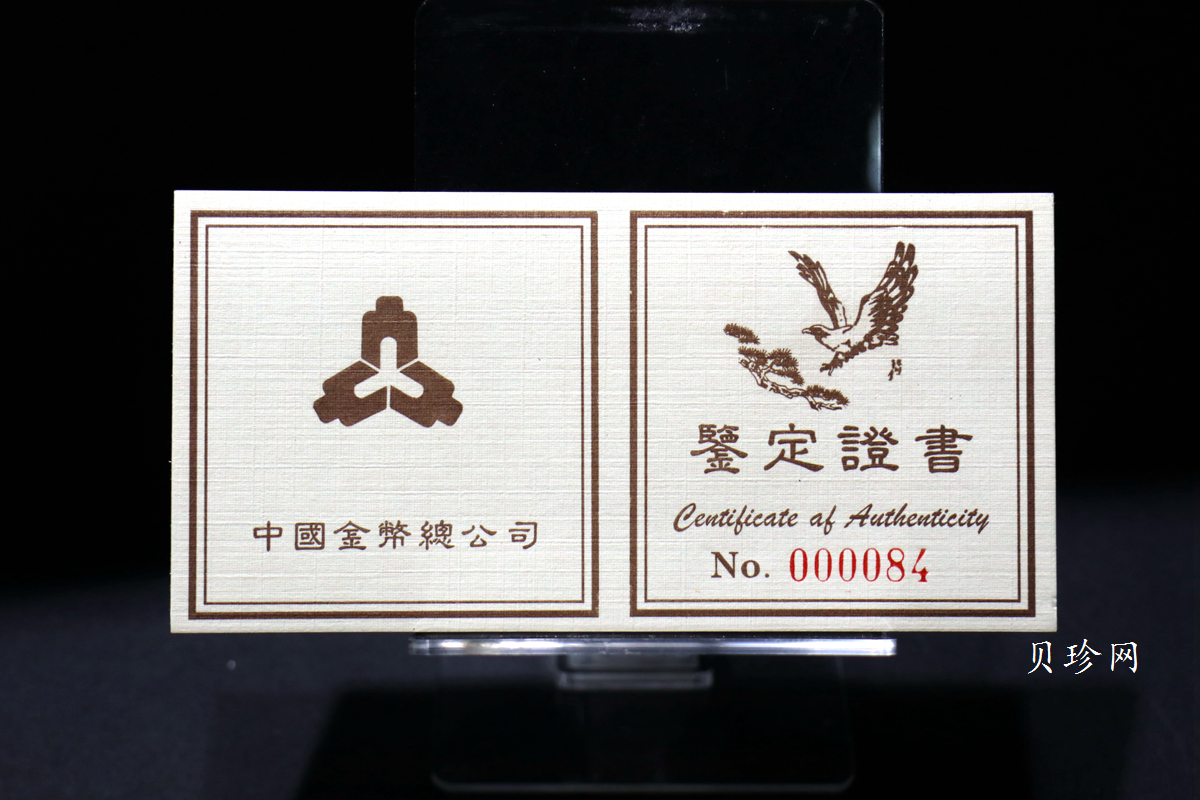 中國金幣總公司
鑒定證書
Certificate af Authenticity
No. 000084
贝珍网